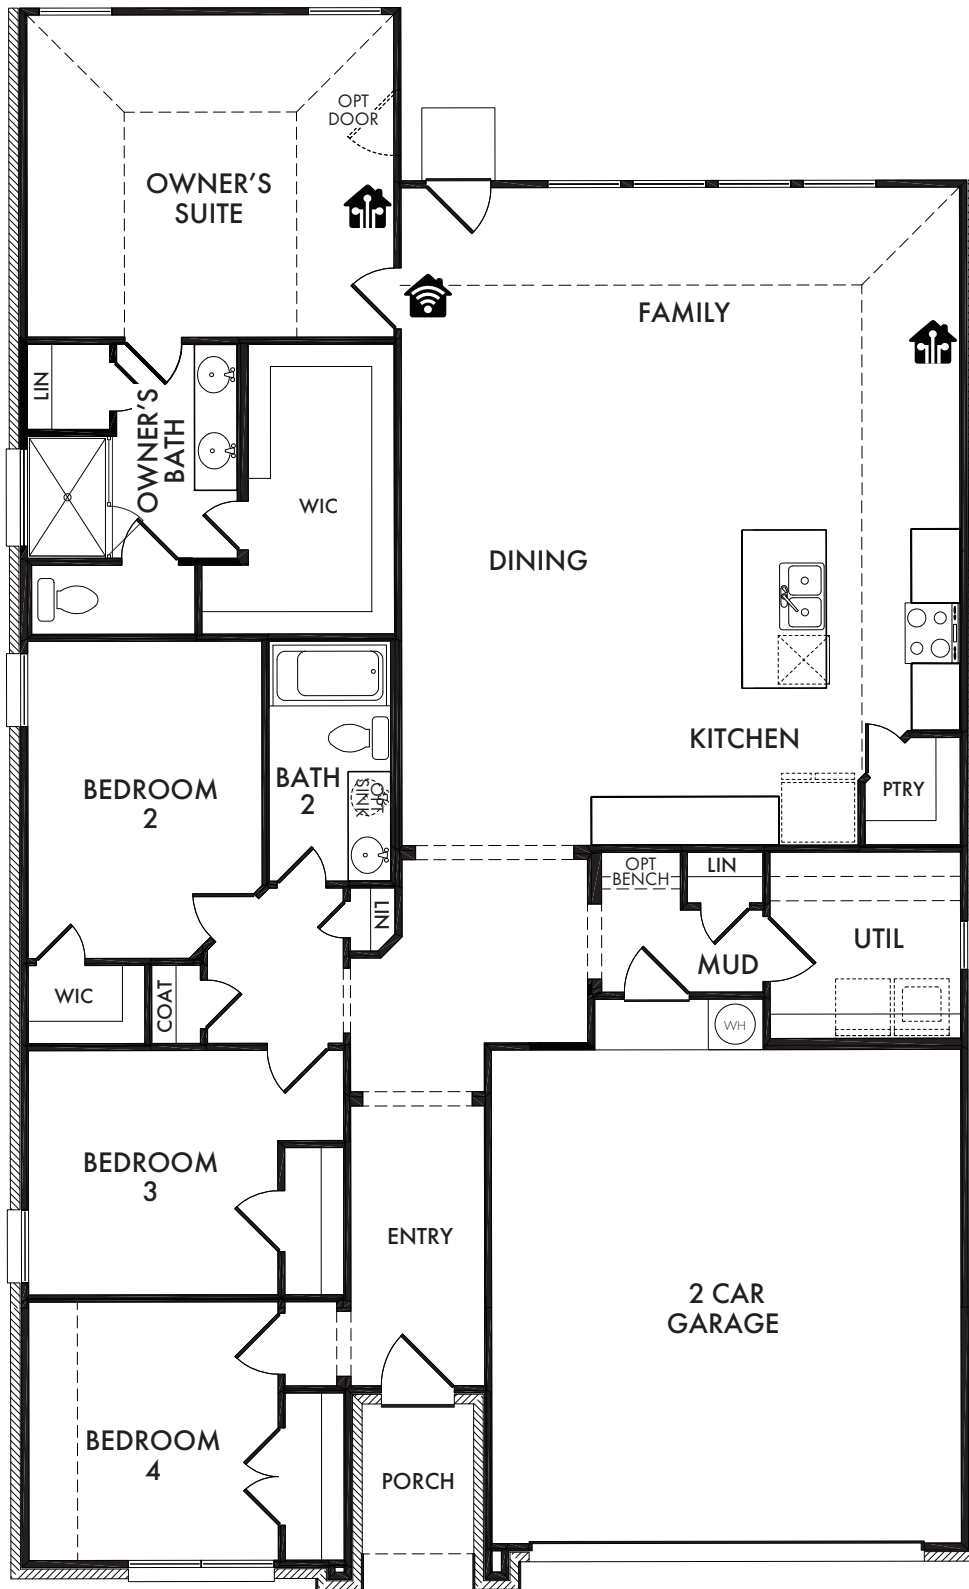 OPT
DOOR
OWNER'S
SUITE
FAMILY
LIN
OWNER'S
BATH
WIC
DINING
KITCHEN
BEDROOM
2
BATH
2
OPT
SINK
PTRY
OPT
BENCH
LIN
LIN
UTIL
MUD
WIC
COAT
WH
BEDROOM
3
ENTRY
2 CAR
GARAGE
BEDROOM
4
PORCH